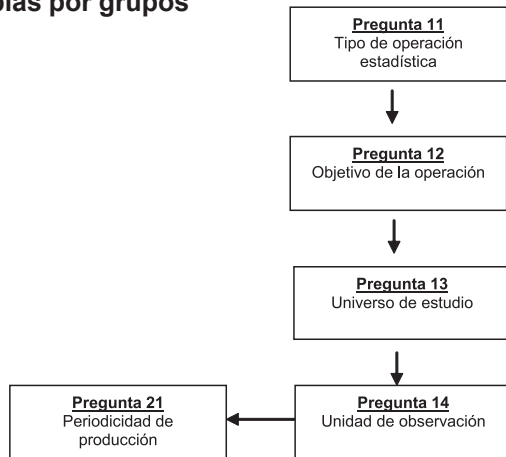 por grupos
Pregunta 11
Tipo de operación
estadística
Pregunta 12
Objetivo de la operación
Pregunta 13
Universo de estudio
Pregunta 21
Periodicidad de
producción
Pregunta 14
Unidad de observación